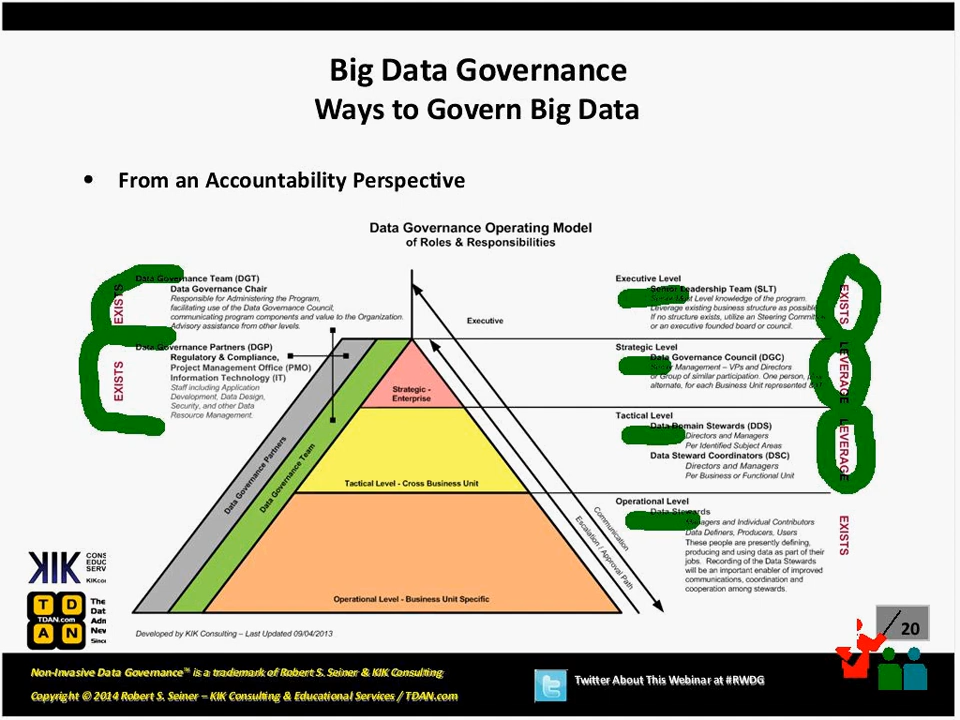 Big Data Governance
Ways to Govern Big Data
• From an Accountability Perspective
Data Governance Operating Model
of Roles & Responsibilities
Data Governance Team (DGT)
Data Governance Chair
Responsible for Administering the Program,
facilitating use of the Data Governance Council,
communicating program components and value to the Organization.
Advisory assistance from other levels.
EXISTS
Data Governance Partners (DGP)
Regulatory & Compliance,
Project Management Office (PMO)
Information Technology (IT)
Staff including Application
Development, Data Design,
Security, and other Data
Resource Management.
EXISTS
Executive
Strategic -
Enterprise
Tactical Level - Cross Business Unit
Operational Level - Business Unit Specific
Data Governance Partners
Data Governance Team
Communication
Escalation / Approval Path
Executive Level
Senior Leadership Team (SLT)
Level knowledge of the program.
Leverage existing business structure as possible
If no structure exists, utilize an Steering
or an executive founded board or council.
EXISTS
Strategic Level
Data Governance Council (DGC)
Management – VPs and Directors
or Group of similar participation. One person,
alternate, for each Business Unit represented
LEVERAGE
Tactical Level
Data Domain Stewards (DDS)
Directors and Managers
Per Identified Subject Areas
Data Steward Coordinators (DSC)
Directors and Managers
Per Business or Functional Unit
LEVERAGE
Operational Level
Data Stewards
Managers and Individual Contributors
Data Definers, Producers, Users
These people are presently defining,
producing and using data as part of their
jobs. Recording of the Data Stewards
will be an important enabler of improved
communications, coordination and
cooperation among stewards.
EXISTS
KIK
CONS
EDUC
SERV
TDAN.com
The
Dat
Adn
New
Since
Developed by KIK Consulting – Last Updated 09/04/2013
20
Non-Invasive Data Governance™ is a trademark of Robert S. Seiner & KIK Consulting
Copyright © 2014 Robert S. Seiner – KIK Consulting & Educational Services / TDAN.com
Twitter About This Webinar at #RWDG